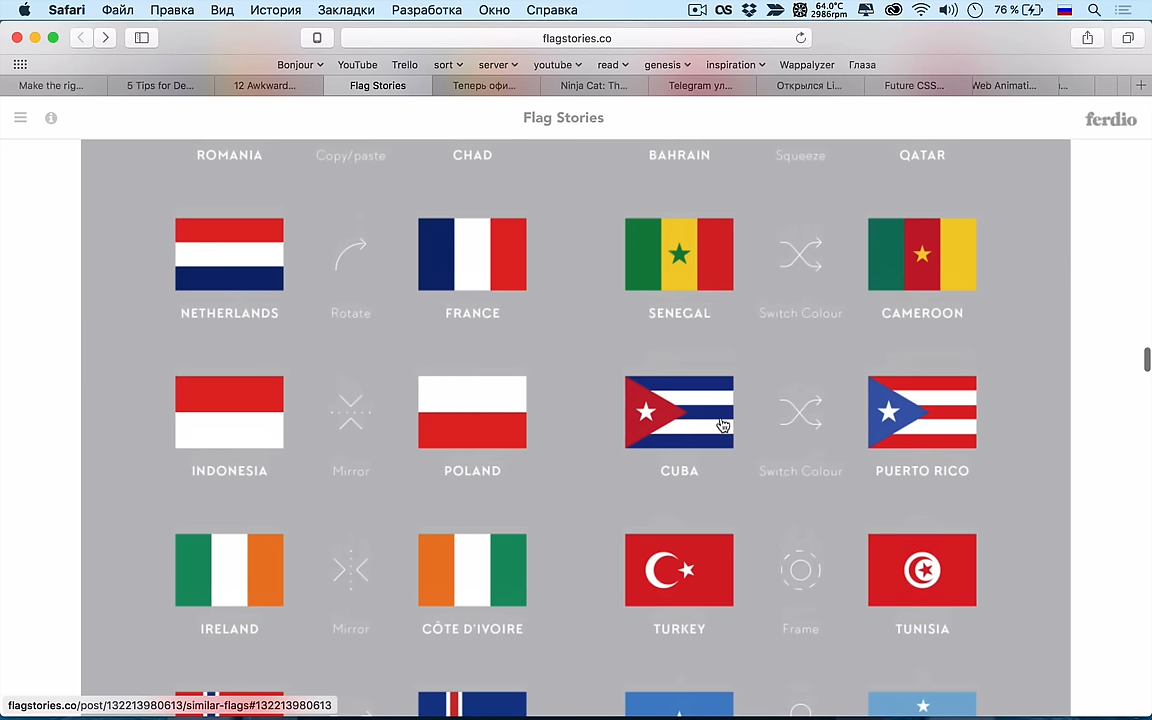 Safari Файл Правка Вид История Закладки Разработка Окно Справка 64.0°C 2986rpm 76 %
flagstories.co
Bonjour YouTube Trello sort server youtube read genesis inspiration Wappalyzer Глаза
Make the rig... 5 Tips for De... 12 Awkward... Flag Stories Теперь офи... Ninja Cat: Th... Telegram ул... Открылся Li... Future CSS... Web Animati...
Flag Stories ferdio
ROMANIA Copy/paste CHAD BAHRAIN Squeeze QATAR
NETHERLANDS Rotate FRANCE SENEGAL Switch Colour CAMEROON
INDONESIA Mirror POLAND CUBA Switch Colour PUERTO RICO
IRELAND Mirror CÔTE D'IVOIRE TURKEY Frame TUNISIA
flagstories.co/post/132213980613/similar-flags#132213980613